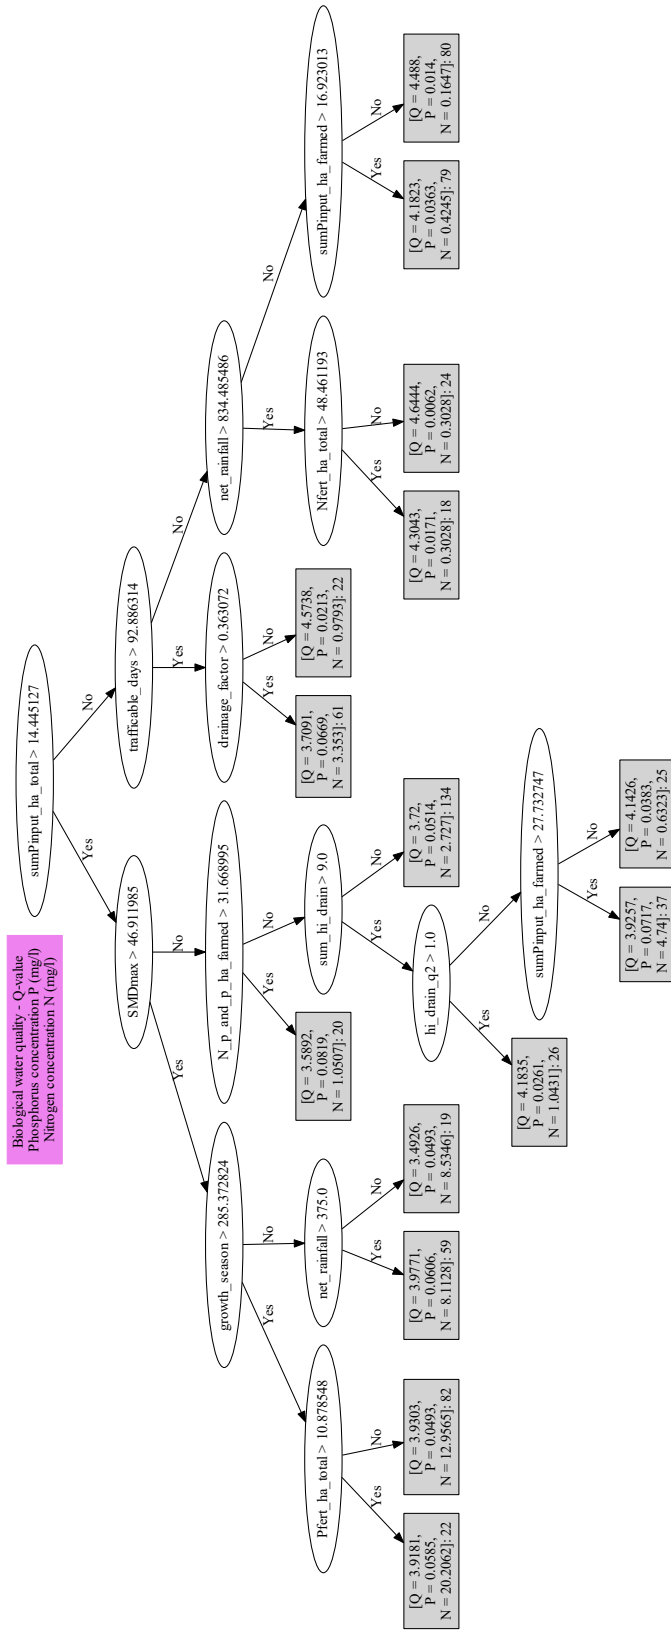 Biological water quality - Q-value
Phosphorus concentration P (mg/l)
Nitrogen concentration N (mg/l)
sumPinput_ha_total > 14.445127
Yes
No
SMDmax > 46.911985
trafficable_days > 92.886314
Yes
No
Yes
No
growth_season > 285.372824
N_p_and_p_ha_farmed > 31.668995
drainage_factor > 0.363072
net_rainfall > 834.485486
Yes
No
Yes
No
Yes
No
Yes
No
Pfert_ha_total > 10.878548
net_rainfall > 375.0
[Q = 3.5892,
P = 0.0819,
N = 1.0507]: 20
sum_hi_drain > 9.0
[Q = 3.7091,
P = 0.0669,
N = 3.353]: 61
[Q = 4.5738,
P = 0.0213,
N = 0.9793]: 22
Nfert_ha_total > 48.461193
sumPinput_ha_farmed > 16.923013
Yes
No
Yes
No
Yes
No
Yes
No
Yes
No
[Q = 3.9181,
P = 0.0585,
N = 20.2062]: 22
[Q = 3.9303,
P = 0.0493,
N = 12.9565]: 82
[Q = 3.9771,
P = 0.0606,
N = 8.1128]: 59
[Q = 3.4926,
P = 0.0493,
N = 8.5346]: 19
hi_drain_q2 > 1.0
[Q = 3.72,
P = 0.0514,
N = 2.727]: 134
[Q = 4.3043,
P = 0.0171,
N = 0.3028]: 18
[Q = 4.6444,
P = 0.0062,
N = 0.3028]: 24
[Q = 4.1823,
P = 0.0363,
N = 0.4245]: 79
[Q = 4.488,
P = 0.014,
N = 0.1647]: 80
Yes
No
[Q = 4.1835,
P = 0.0261,
N = 1.0431]: 26
sumPinput_ha_farmed > 27.732747
Yes
No
[Q = 3.9257,
P = 0.0717,
N = 4.74]: 37
[Q = 4.1426,
P = 0.0383,
N = 0.6323]: 25